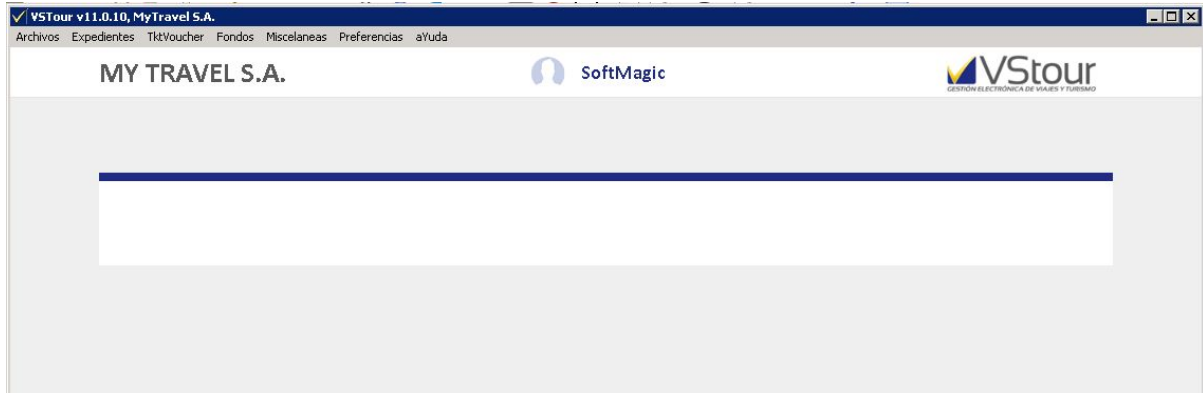 VSTour v11.0.10, MyTravel S.A.
Archivos Expedientes TktVoucher Fondos Miscelaneas Preferencias aYuda
MY TRAVEL S.A. SoftMagic VStour
GESTIÓN ELECTRÓNICA DE VIAJES Y TURISMO